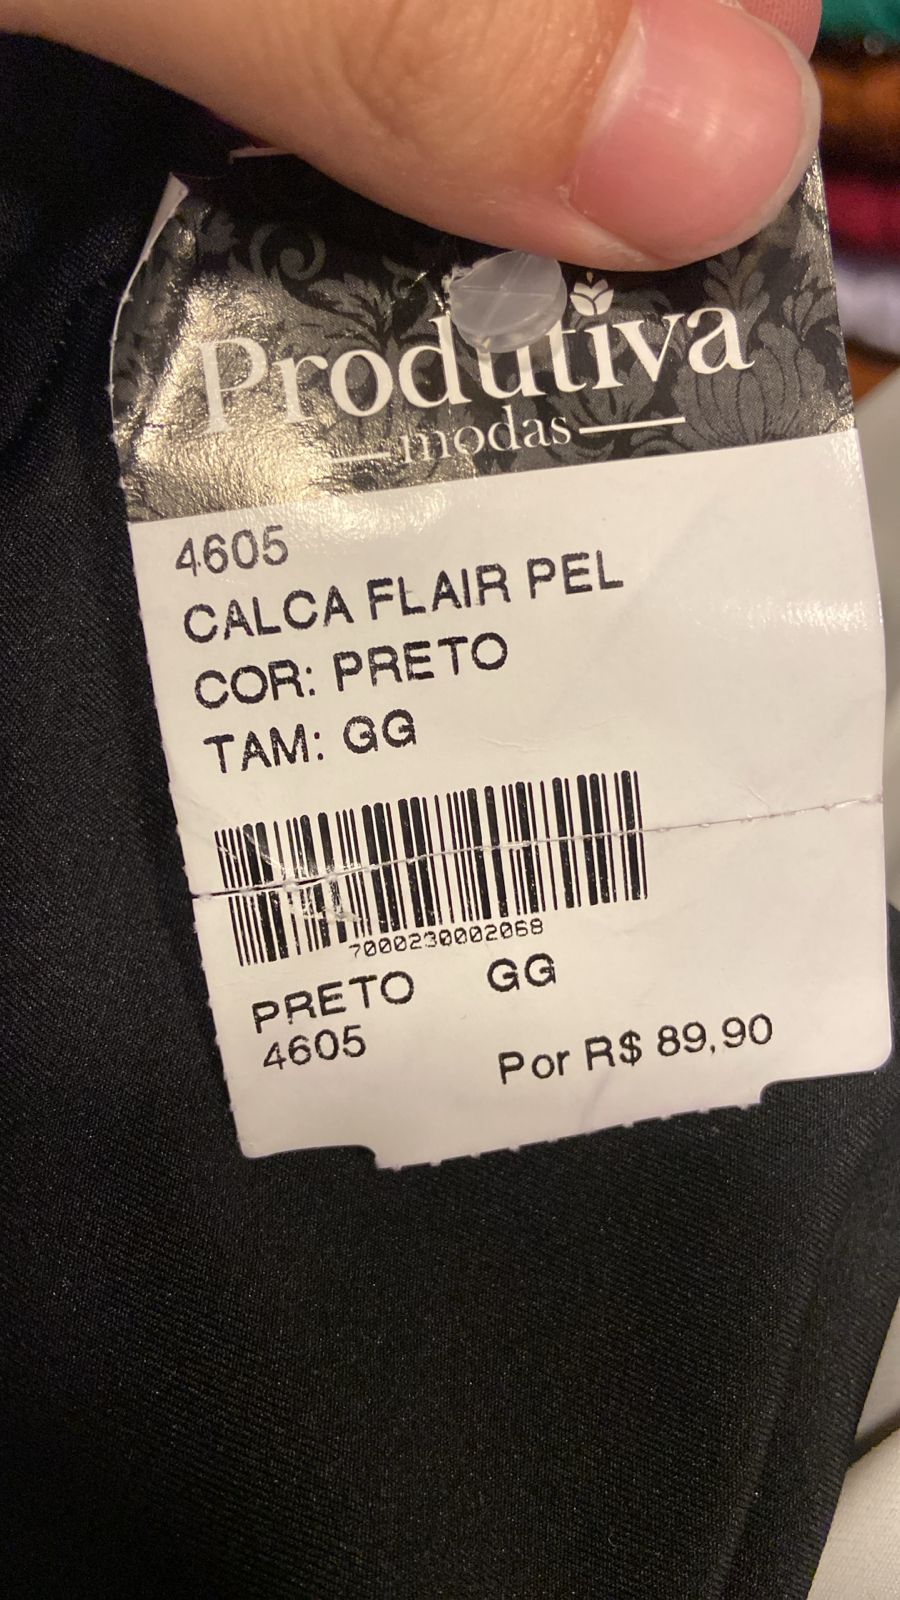 Produtiva
modas
4605
CALCA FLAIR PEL
COR: PRETO
TAM: GG
7000230002068
PRETO GG
4605
Por R$ 89,90